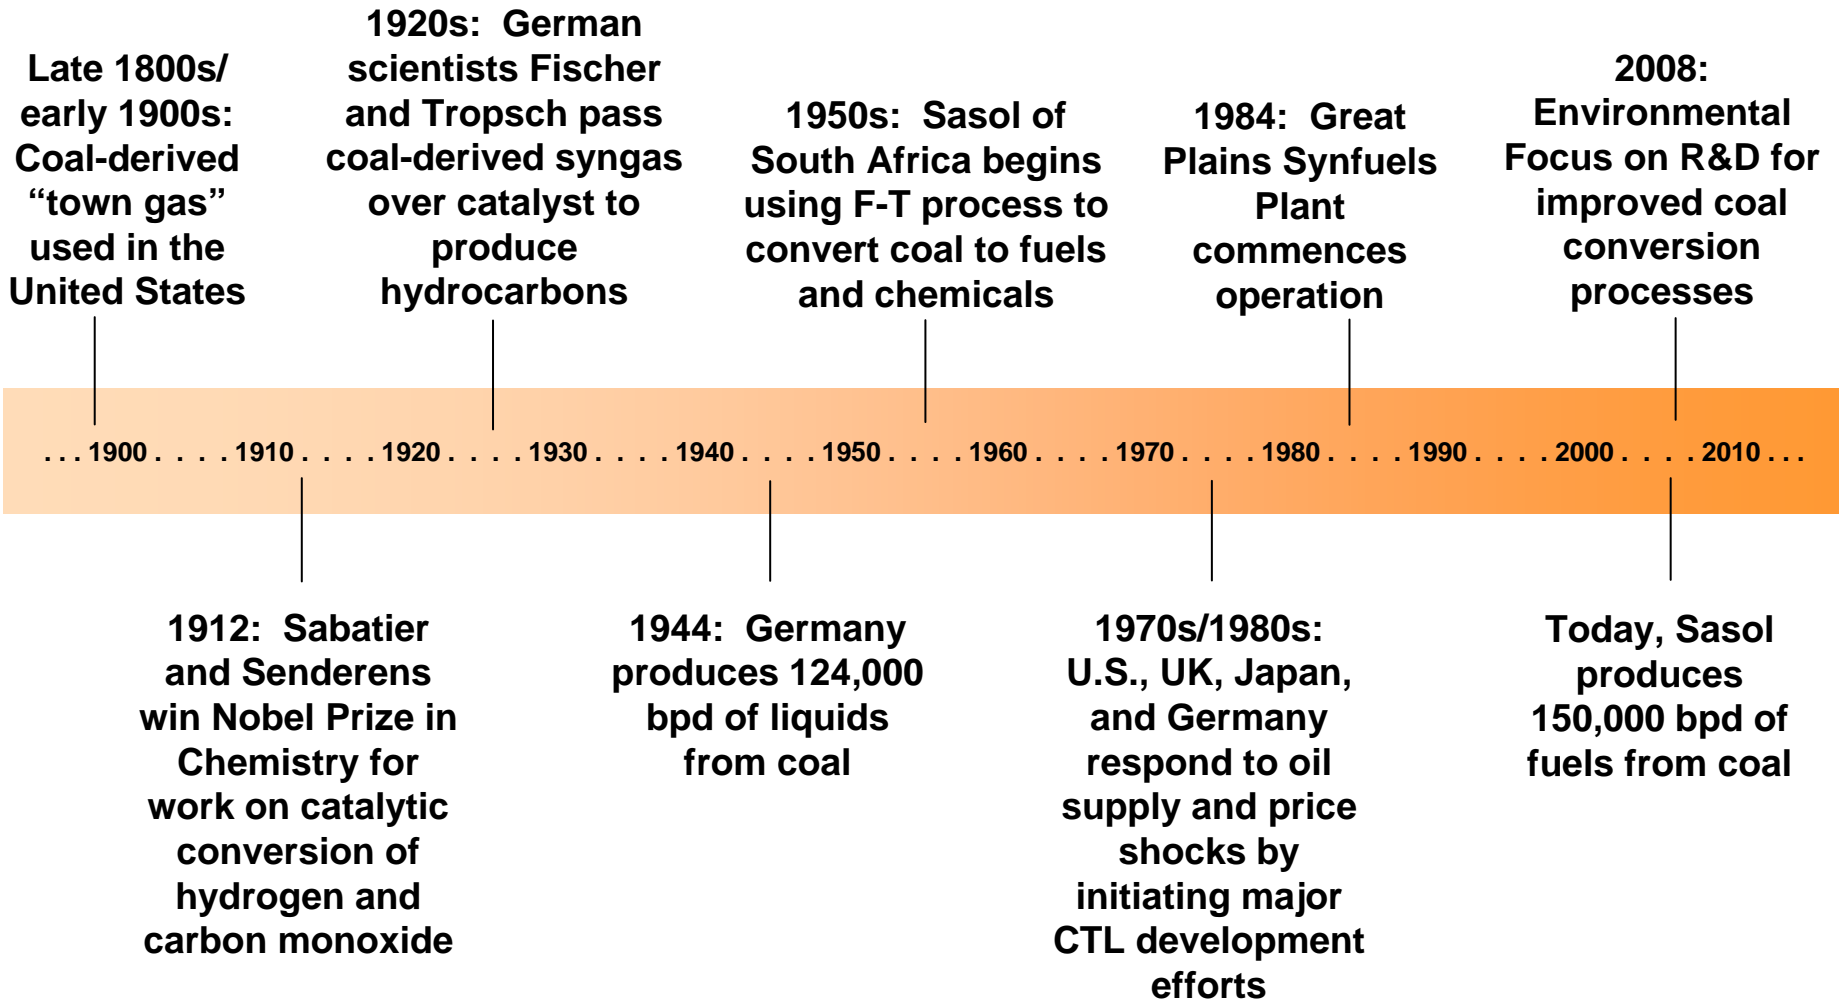 Late 1800s/
early 1900s:
Coal-derived
“town gas”
used in the
United States
1920s:  German
scientists Fischer
and Tropsch pass
coal-derived syngas
over catalyst to
produce
hydrocarbons
1950s:  Sasol of
South Africa begins
using F-T process to
convert coal to fuels
and chemicals
1984:  Great
Plains Synfuels
Plant
commences
operation
2008:
Environmental
Focus on R&D for
improved coal
conversion
processes
. . . 1900 . . . . 1910 . . . . 1920 . . . . 1930 . . . . 1940 . . . . 1950 . . . . 1960 . . . . 1970 . . . . 1980 . . . . 1990 . . . . 2000 . . . . 2010 . . .
1912:  Sabatier
and Senderens
win Nobel Prize in
Chemistry for
work on catalytic
conversion of
hydrogen and
carbon monoxide
1944:  Germany
produces 124,000
bpd of liquids
from coal
1970s/1980s:
U.S., UK, Japan,
and Germany
respond to oil
supply and price
shocks by
initiating major
CTL development
efforts
Today, Sasol
produces
150,000 bpd of
fuels from coal